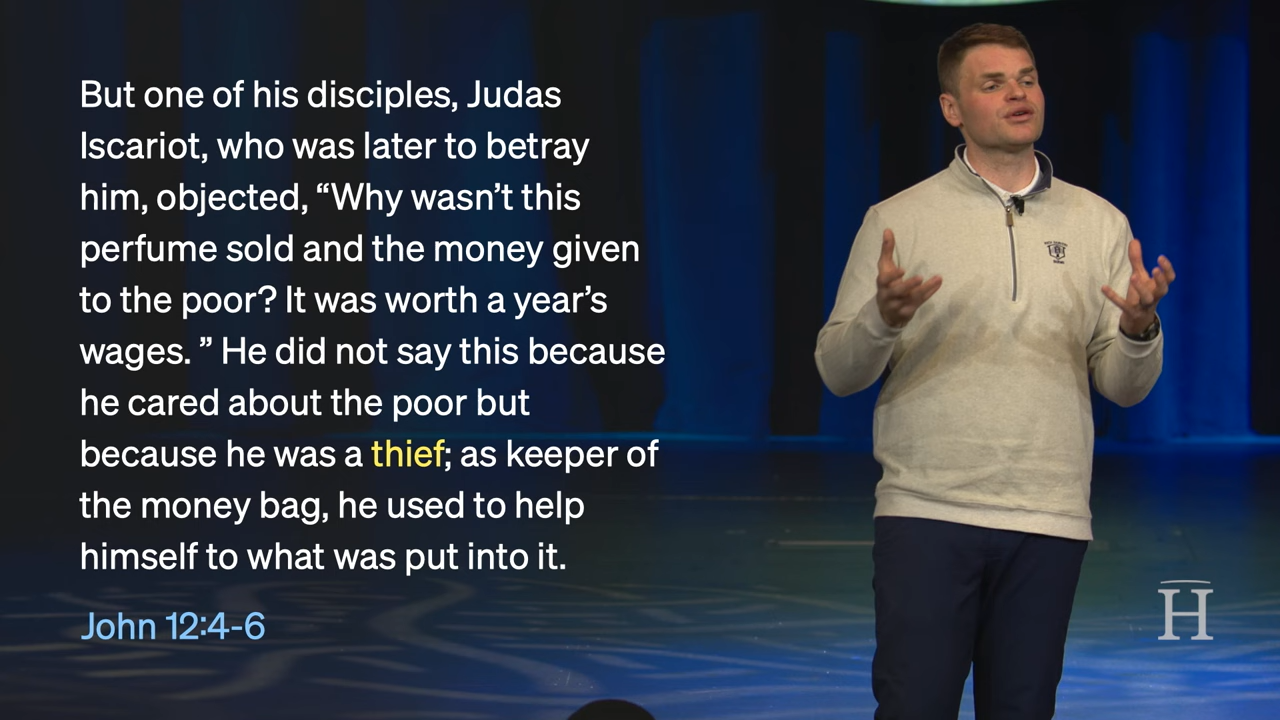 But one of his disciples, Judas
Iscariot, who was later to betray
him, objected, “Why wasn’t this
perfume sold and the money given
to the poor? It was worth a year’s
wages. ” He did not say this because
he cared about the poor but
because he was a thief; as keeper of
the money bag, he used to help
himself to what was put into it.
John 12:4-6
H